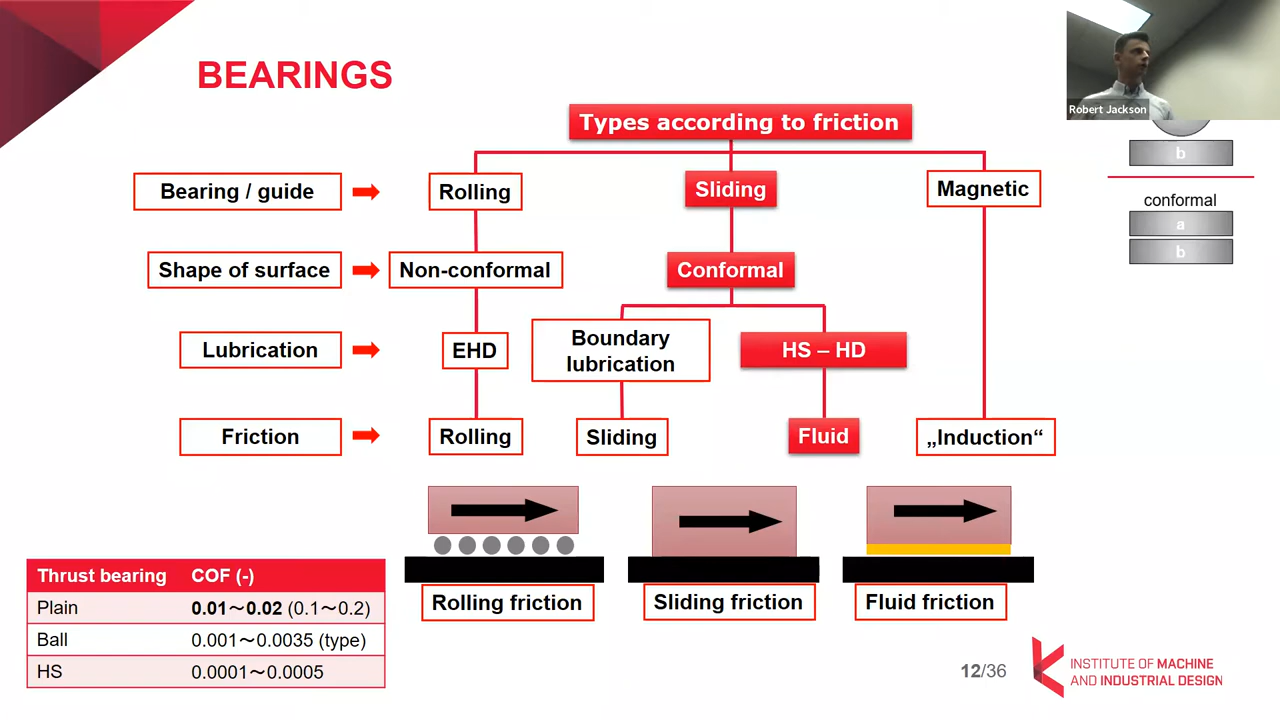 BEARINGS
Robert Jackson
Types according to friction
b
Bearing / guide
Rolling
Sliding
Magnetic
conformal
a
b
Shape of surface
Non-conformal
Conformal
Lubrication
EHD
Boundary
lubrication
HS – HD
Friction
Rolling
Sliding
Fluid
„Induction“
Rolling friction
Sliding friction
Fluid friction
Thrust bearing COF (-)
Plain 0.01～0.02 (0.1～0.2)
Ball 0.001～0.0035 (type)
HS 0.0001～0.0005
12/36
INSTITUTE OF MACHINE
AND INDUSTRIAL DESIGN